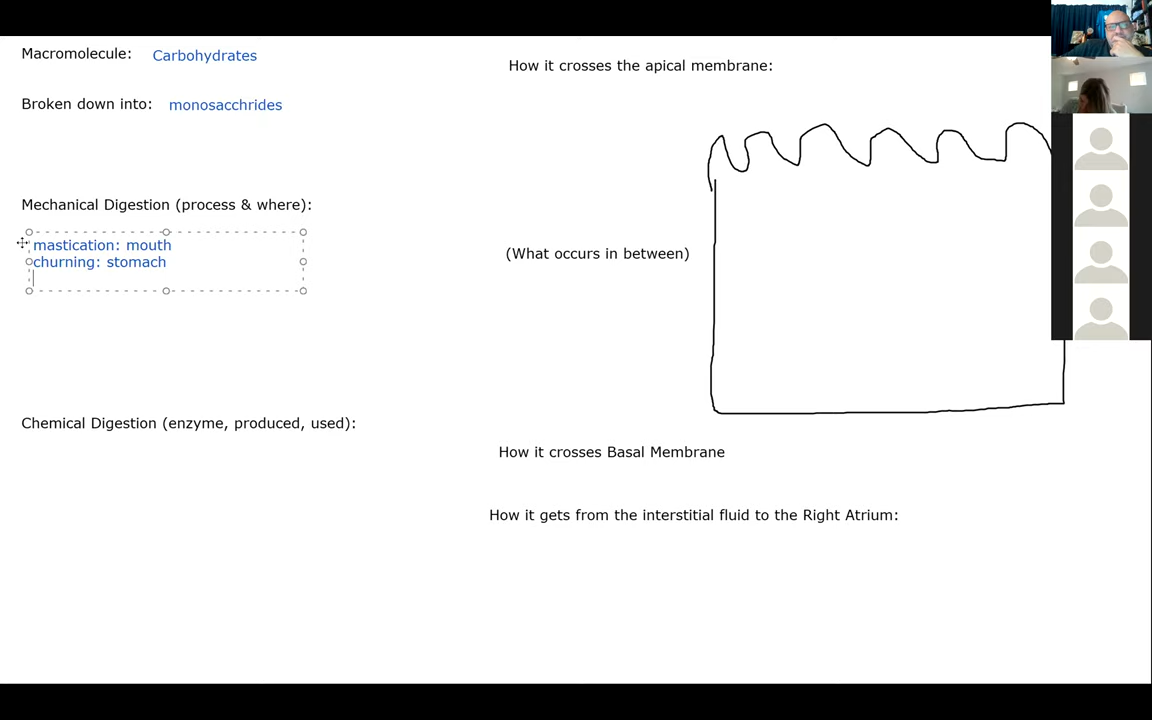 Macromolecule: Carbohydrates
Broken down into: monosacchrides
Mechanical Digestion (process & where):
mastication: mouth
churning: stomach
Chemical Digestion (enzyme, produced, used):
How it crosses the apical membrane:
(What occurs in between)
How it crosses Basal Membrane
How it gets from the interstitial fluid to the Right Atrium: